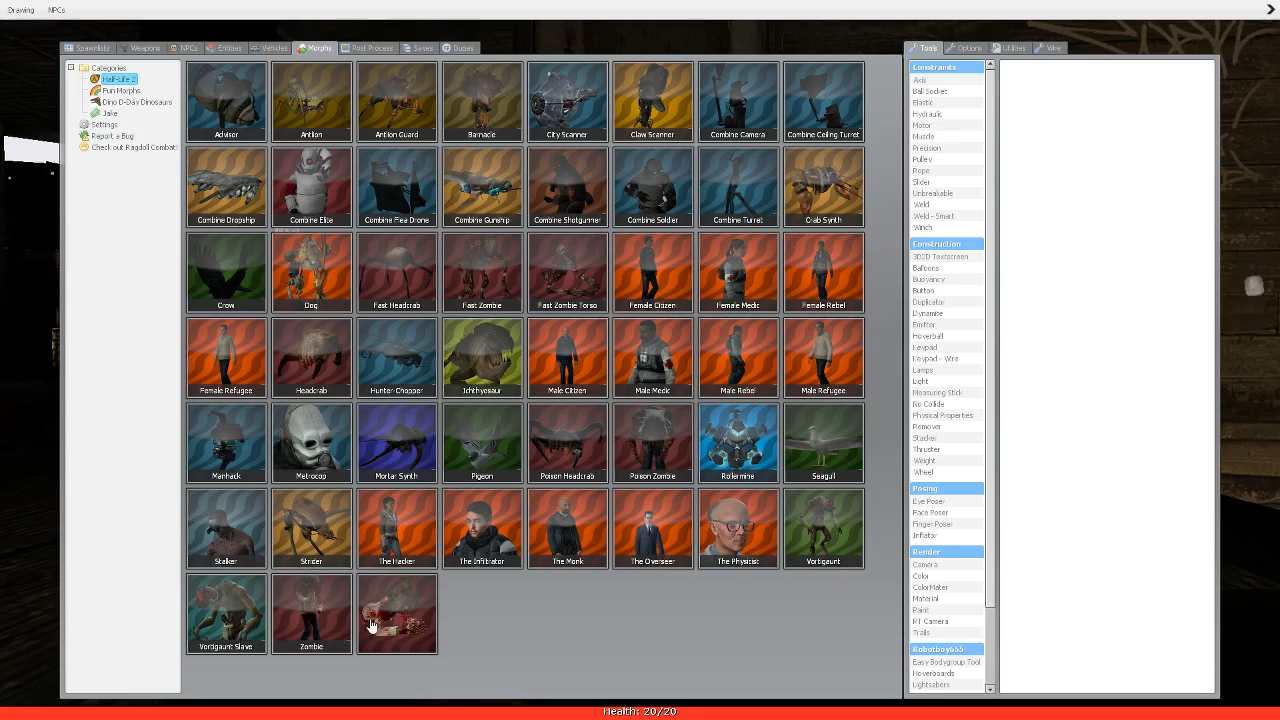 Drawing NPCs
Spawnlists Weapons NPCs Entities Vehicles Morphs Post Process Saves Dupes
Tools Options Utilities Wire
Categories
Half-Life 2
Fun Morphs
Dino D-Day Dinosaurs
Jake
Settings
Report a Bug
Check out Ragdoll Combat!
Advisor Antlion Antlion Guard Barnacle City Scanner Claw Scanner Combine Camera Combine Ceiling Turret
Combine Dropship Combine Elite Combine Flea Drone Combine Gunship Combine Shotgunner Combine Soldier Combine Turret Crab Synth
Crow Dog Fast Headcrab Fast Zombie Fast Zombie Torso Female Citizen Female Medic Female Rebel
Female Refugee Headcrab Hunter-Chopper Ichthyosaur Male Citizen Male Medic Male Rebel Male Refugee
Manhack Metrocop Mortar Synth Pigeon Poison Headcrab Poison Zombie Rollermine Seagull
Stalker Strider The Hacker The Infiltrator The Monk The Overseer The Physicist Vortigaunt
Vortigaunt Slave Zombie
Constraints
Axis
Ball Socket
Elastic
Hydraulic
Motor
Muscle
Precision
Pulley
Rope
Slider
Unbreakable
Weld
Weld - Smart
Winch
Construction
3D2D Textscreen
Balloons
Buoyancy
Button
Duplicator
Dynamite
Emitter
Hoverball
Keypad
Keypad - Wire
Lamps
Light
Measuring Stick
No Collide
Physical Properties
Remover
Stacker
Thruster
Weight
Wheel
Posing
Eye Poser
Face Poser
Finger Poser
Inflator
Render
Camera
Color
ColorMater
Material
Paint
RT Camera
Trails
Robotboy655
Easy Bodygroup Tool
Hoverboards
Lightsabers
Health: 20/20